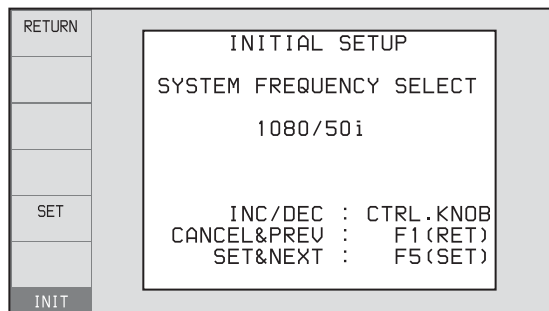 RETURN
INITIAL SETUP
SYSTEM FREQUENCY SELECT
1080/50i
SET
INC/DEC : CTRL.KNOB
CANCEL&PREV : F1(RET)
SET&NEXT : F5(SET)
INIT